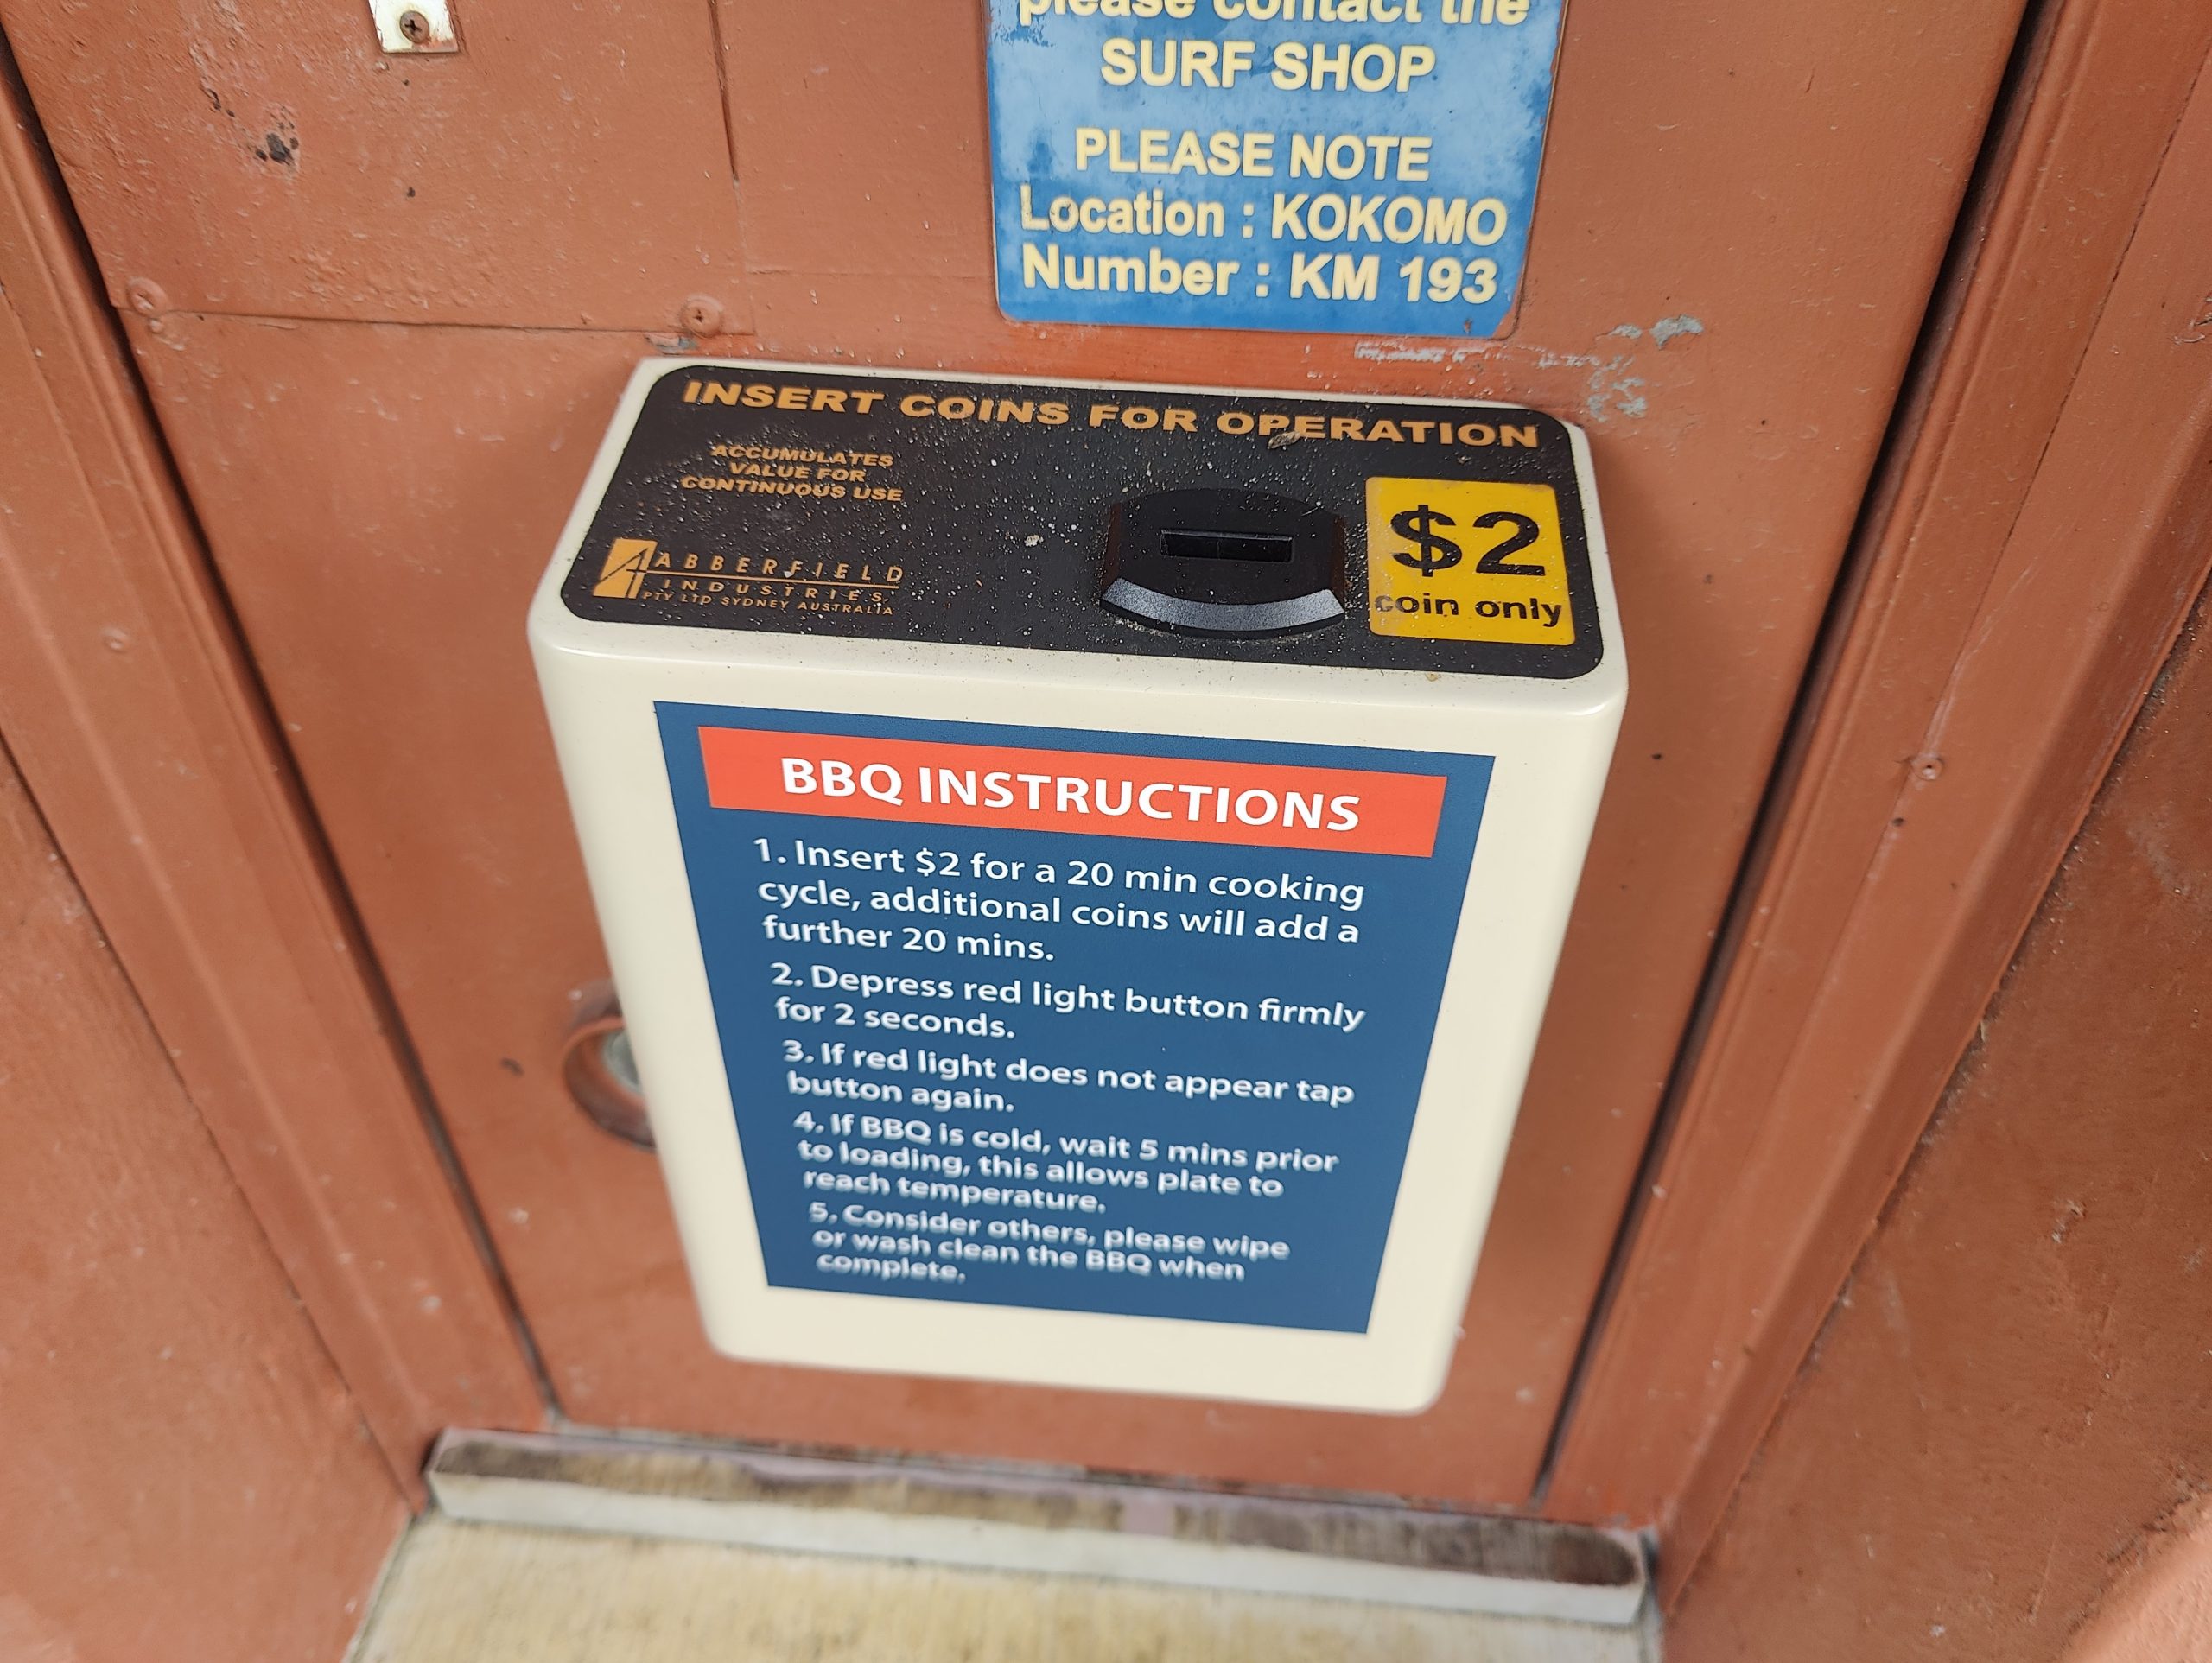 please contact the
SURF SHOP
PLEASE NOTE
Location : KOKOMO
Number : KM 193
INSERT COINS FOR OPERATION
ACCUMULATES
VALUE FOR
CONTINUOUS USE
ABBERFIELD
INDUSTRIES
PTY LTD SYDNEY AUSTRALIA
$2
coin only
BBQ INSTRUCTIONS
1. Insert $2 for a 20 min cooking
cycle, additional coins will add a
further 20 mins.
2. Depress red light button firmly
for 2 seconds.
3. If red light does not appear tap
button again.
4. If BBQ is cold, wait 5 mins prior
to loading, this allows plate to
reach temperature.
5. Consider others, please wipe
or wash clean the BBQ when
complete.